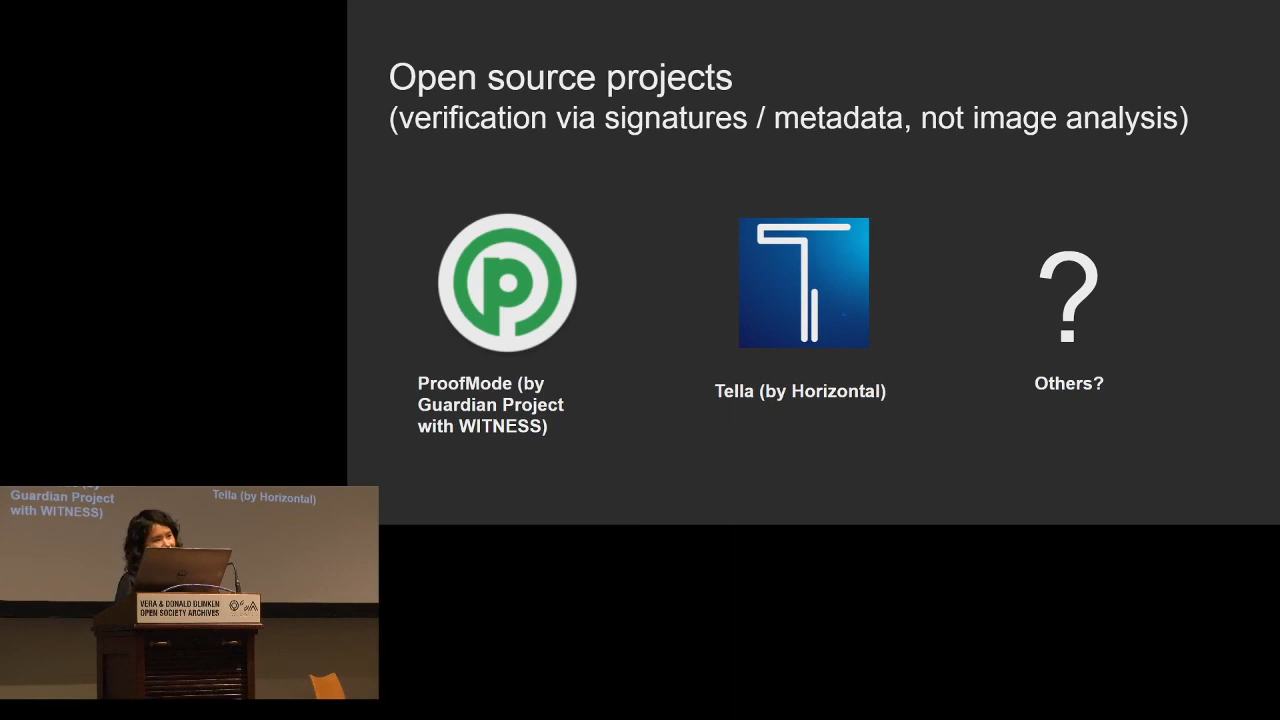 Open source projects
(verification via signatures / metadata, not image analysis)
ProofMode (by
Guardian Project
with WITNESS)
Tella (by Horizontal)
?
Others?
Guardian Project
with WITNESS)
Tella (by Horizontal)
VERA & DONALD BLINKEN
OPEN SOCIETY ARCHIVES